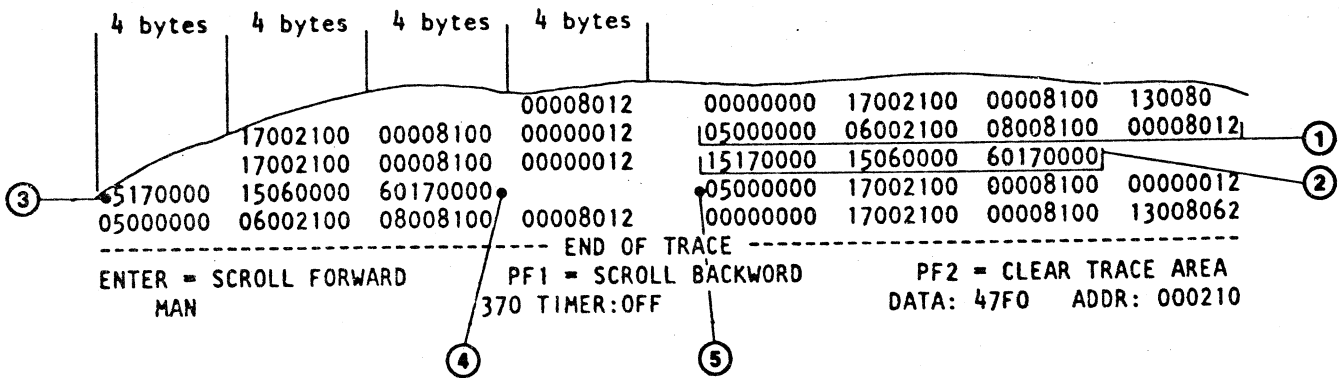 4 bytes 4 bytes 4 bytes 4 bytes
00008012 00000000 17002100 00008100 130080
17002100 00008100 00000012 05000000 06002100 08008100 00008012
①
17002100 00008100 00000012 15170000 15060000 60170000
②
③ 5170000 15060000 60170000 05000000 17002100 00008100 00000012
05000000 06002100 08008100 00008012 00000000 17002100 00008100 13008062
END OF TRACE
ENTER = SCROLL FORWARD PF1 = SCROLL BACKWORD PF2 = CLEAR TRACE AREA
MAN 370 TIMER:OFF DATA: 47F0 ADDR: 000210
④ ⑤